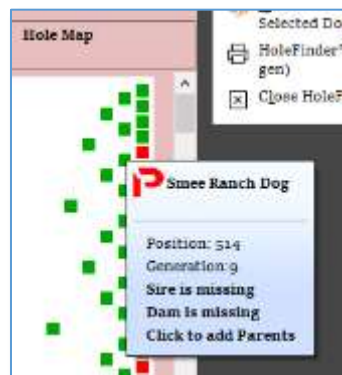 Hole Map
Selected Do
HoleFinder
gen)
Close HoleF
Smee Ranch Dog
Position: 514
Generation: 9
Sire is missing
Dam is missing
Click to add Parents